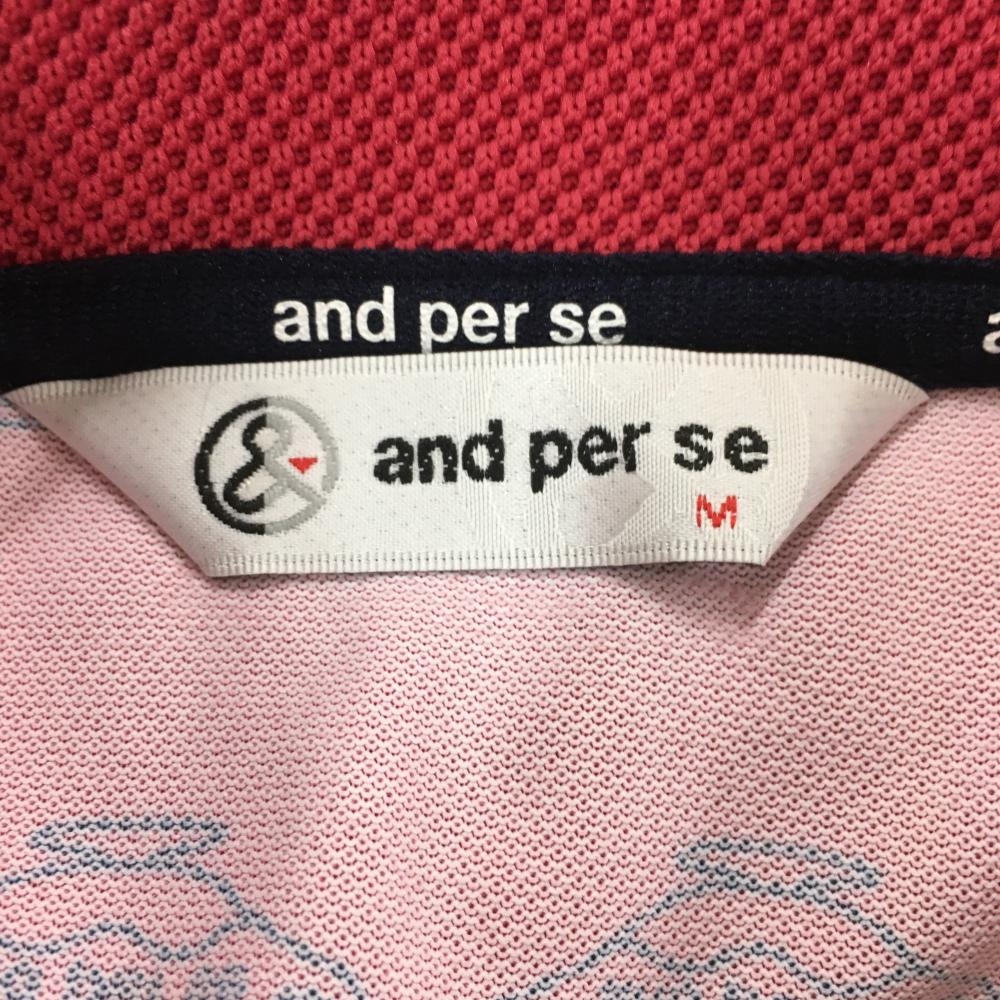 and per se
and per se
M